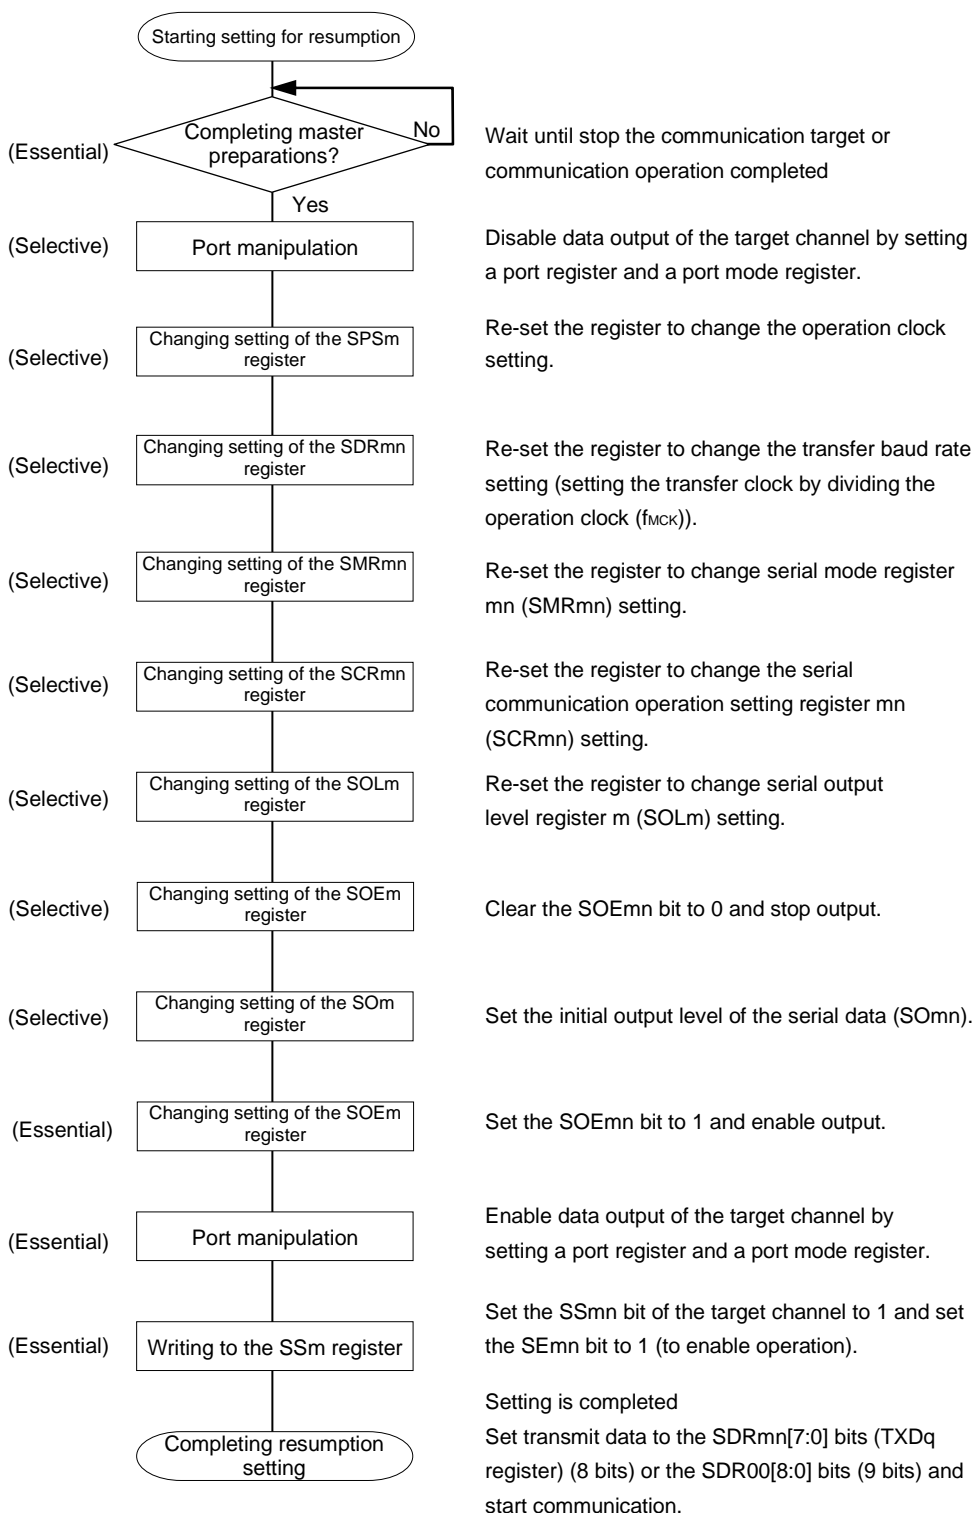 Starting setting for resumption
(Essential)
Completing master
preparations?
No
Wait until stop the communication target or
communication operation completed
Yes
(Selective)
Port manipulation
Disable data output of the target channel by setting
a port register and a port mode register.
(Selective)
Changing setting of the SPSm
register
Re-set the register to change the operation clock
setting.
(Selective)
Changing setting of the SDRmn
register
Re-set the register to change the transfer baud rate
setting (setting the transfer clock by dividing the
operation clock (fMCK)).
(Selective)
Changing setting of the SMRmn
register
Re-set the register to change serial mode register
mn (SMRmn) setting.
(Selective)
Changing setting of the SCRmn
register
Re-set the register to change the serial
communication operation setting register mn
(SCRmn) setting.
(Selective)
Changing setting of the SOLm
register
Re-set the register to change serial output
level register m (SOLm) setting.
(Selective)
Changing setting of the SOEm
register
Clear the SOEmn bit to 0 and stop output.
(Selective)
Changing setting of the SOm
register
Set the initial output level of the serial data (SOmn).
(Essential)
Changing setting of the SOEm
register
Set the SOEmn bit to 1 and enable output.
(Essential)
Port manipulation
Enable data output of the target channel by
setting a port register and a port mode register.
(Essential)
Writing to the SSm register
Set the SSmn bit of the target channel to 1 and set
the SEmn bit to 1 (to enable operation).
Completing resumption
setting
Setting is completed
Set transmit data to the SDRmn[7:0] bits (TXDq
register) (8 bits) or the SDR00[8:0] bits (9 bits) and
start communication.